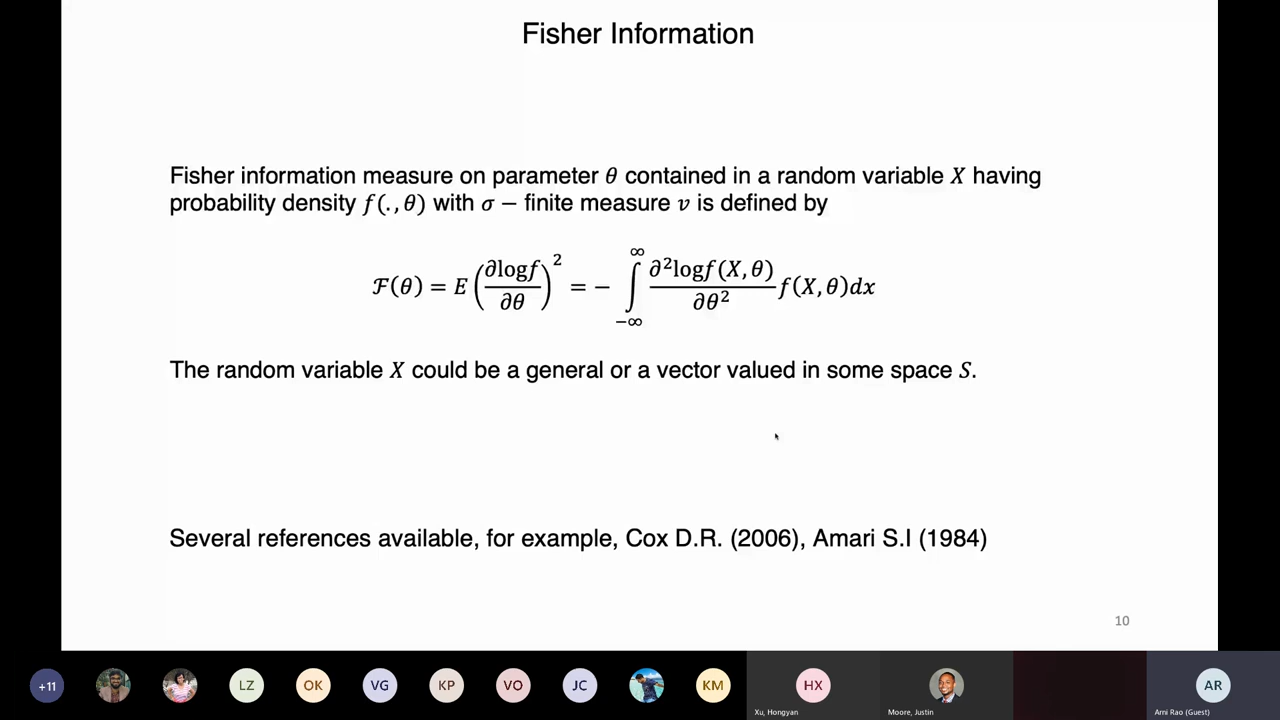 Fisher Information
Fisher information measure on parameter θ contained in a random variable X having
probability density f(.,θ) with σ − finite measure v is defined by
ℱ(θ) = E (∂logf/∂θ)² = − ∫_{−∞}^{∞} ∂²logf(X,θ)/∂θ² f(X,θ)dx
The random variable X could be a general or a vector valued in some space S.
Several references available, for example, Cox D.R. (2006), Amari S.I (1984)
10
+11 LZ OK VG KP VO JC KM HX AR
Xu, Hongyan Moore, Justin Arni Rao (Guest)